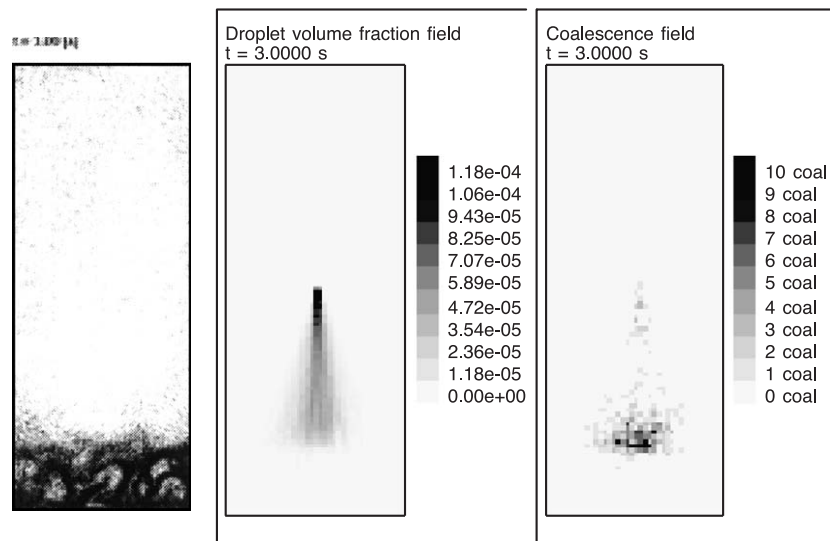 Droplet volume fraction field
t = 3.0000 s
1.18e-04
1.06e-04
9.43e-05
8.25e-05
7.07e-05
5.89e-05
4.72e-05
3.54e-05
2.36e-05
1.18e-05
0.00e+00
Coalescence field
t = 3.0000 s
10 coal
9 coal
8 coal
7 coal
6 coal
5 coal
4 coal
3 coal
2 coal
1 coal
0 coal